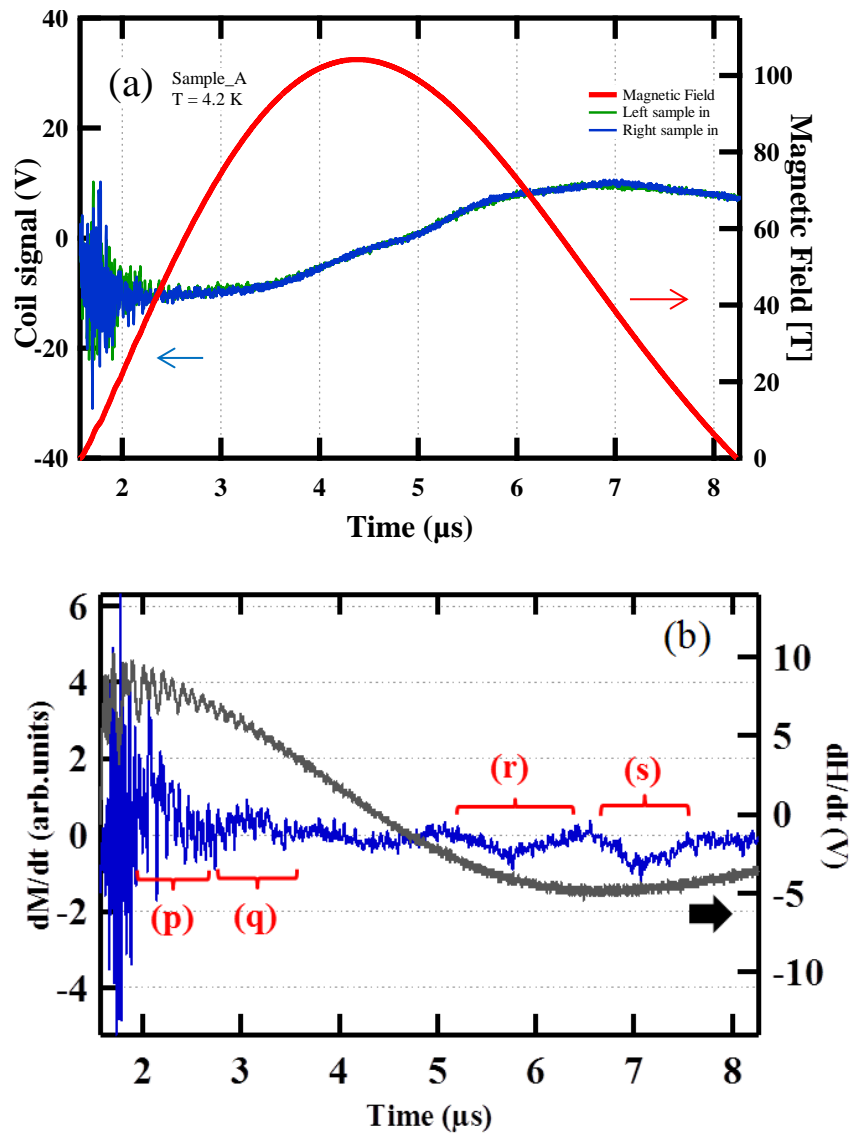 40
20
0
-20
-40
Coil signal (V)
(a)
Sample_A
T = 4.2 K
Magnetic Field
Left sample in
Right sample in
100
80
60
40
20
0
Magnetic Field [T]
2 3 4 5 6 7 8
Time (µs)
6
4
2
0
-2
-4
dM/dt (arb.units)
(b)
(r)
(s)
(p)
(q)
10
5
0
-5
-10
dH/dt (V)
2 3 4 5 6 7 8
Time (µs)